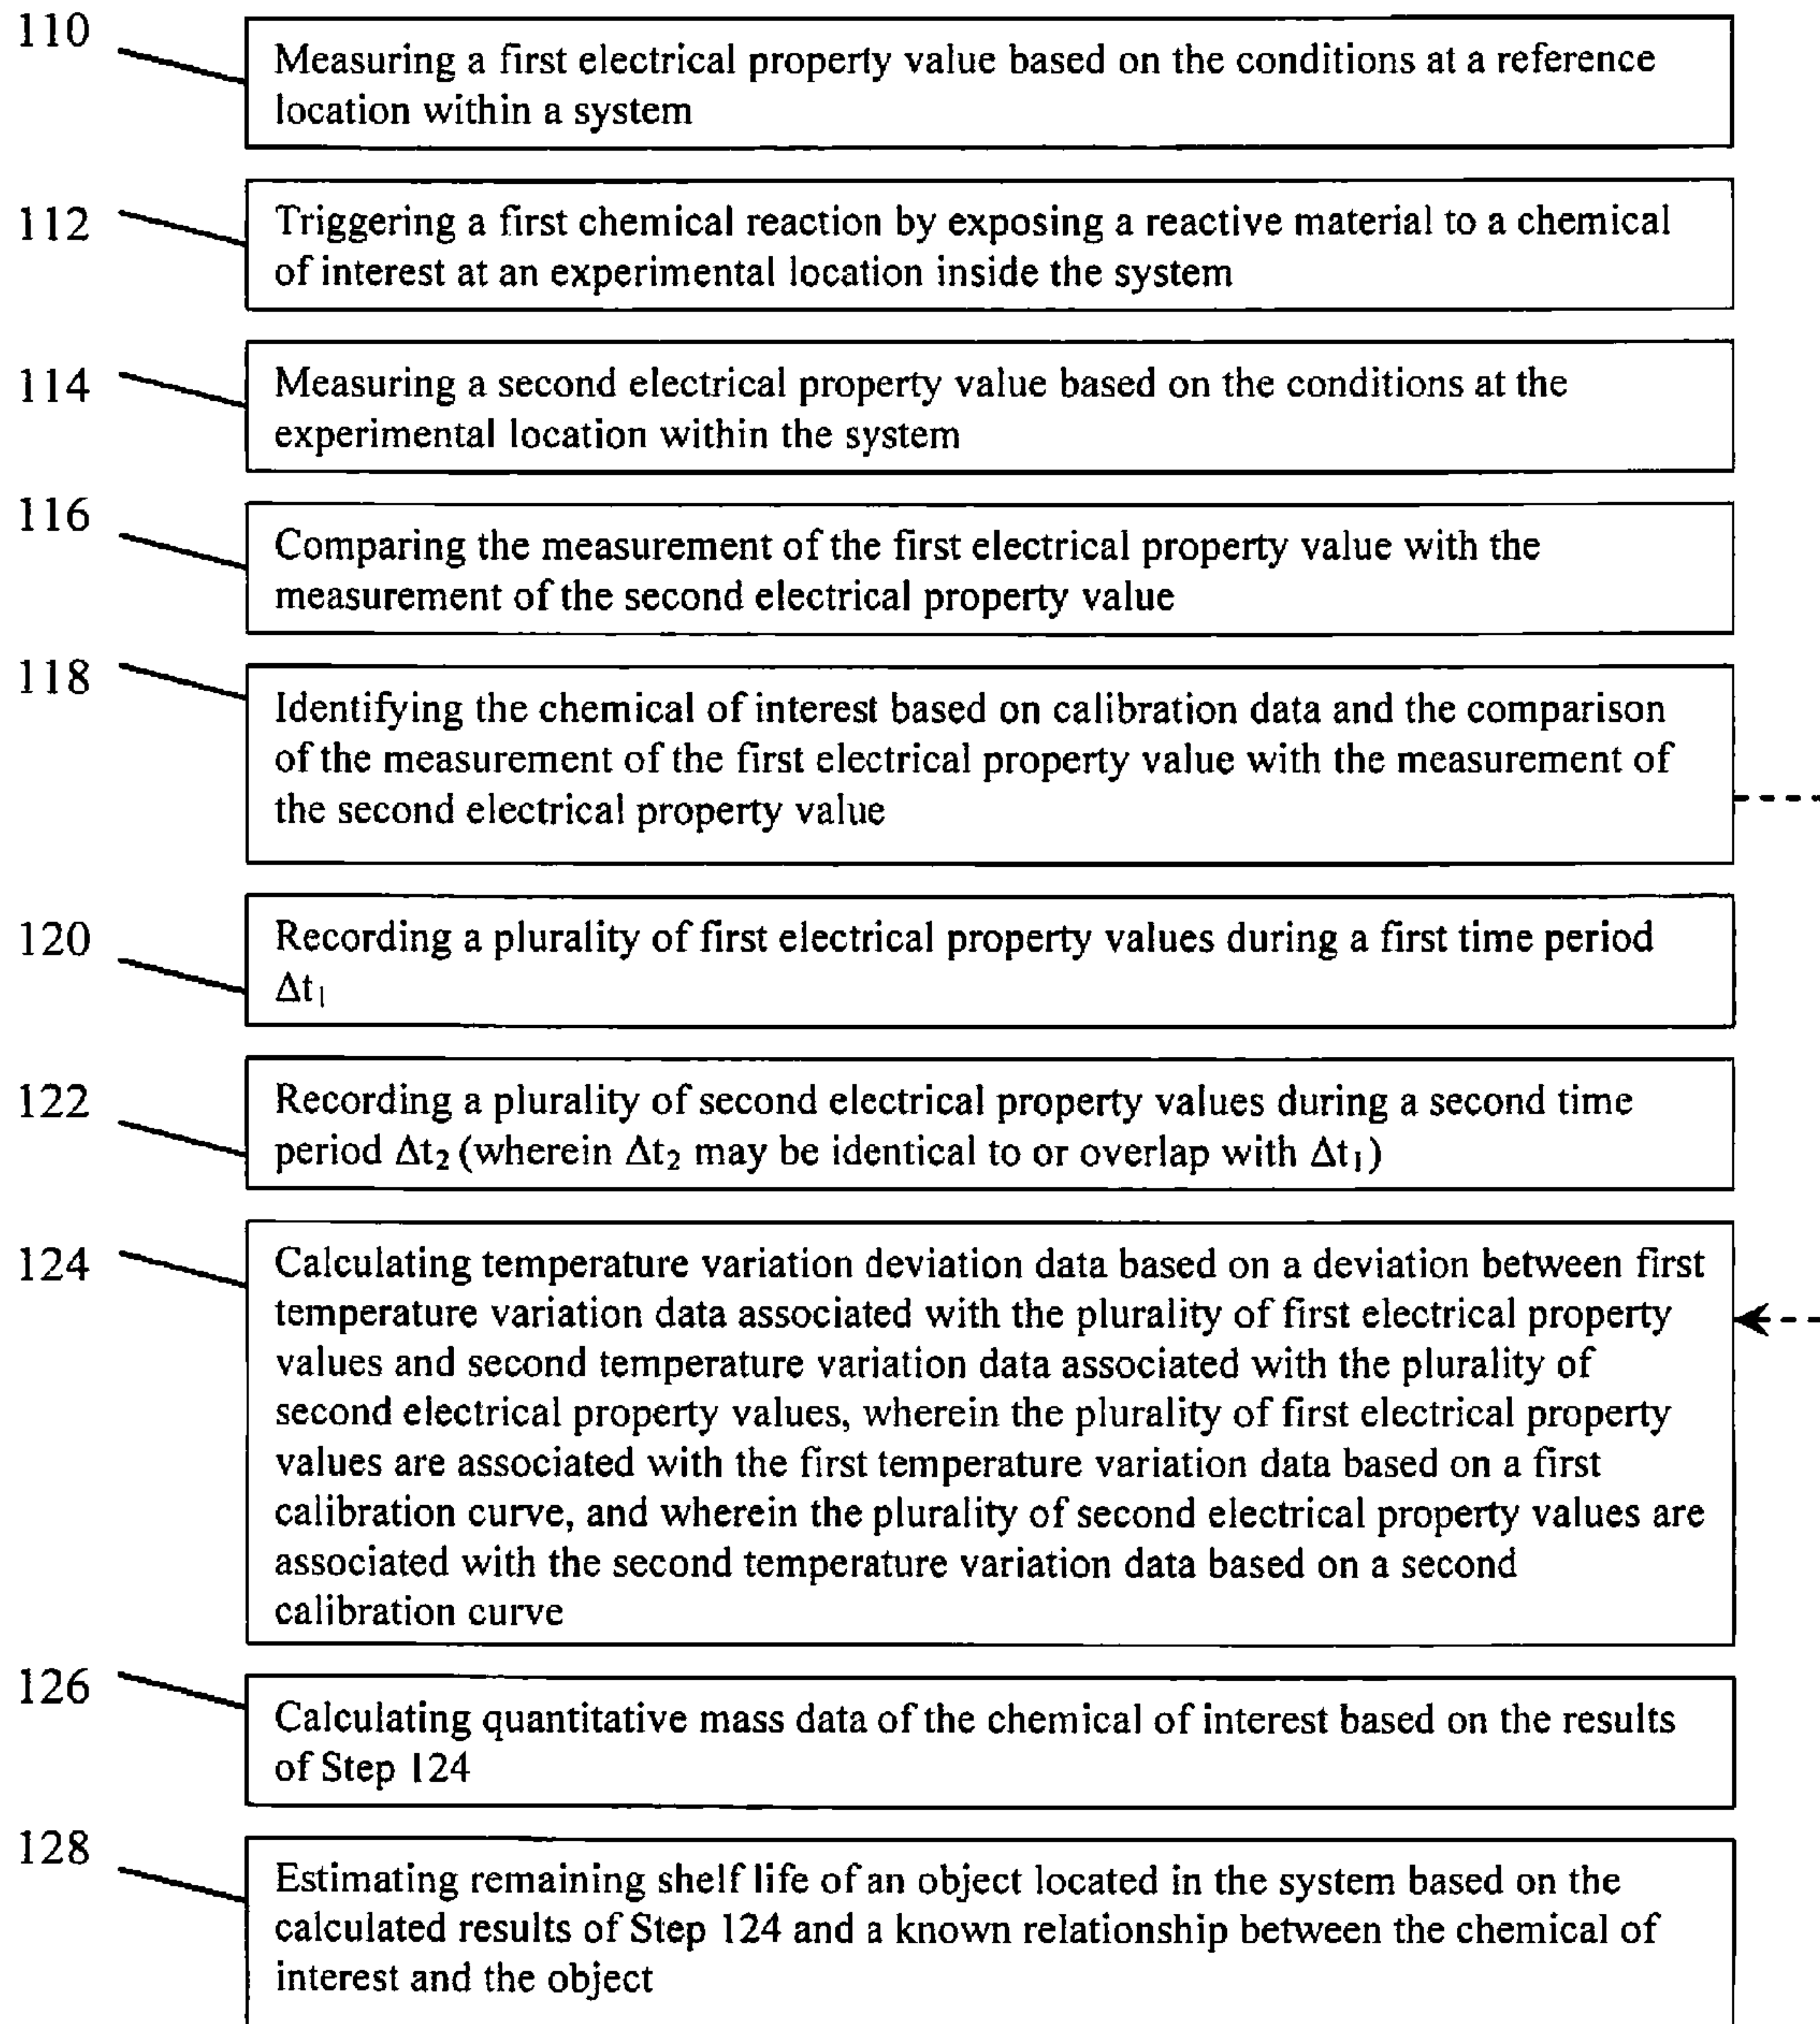 110
Measuring a first electrical property value based on the conditions at a reference
location within a system
112
Triggering a first chemical reaction by exposing a reactive material to a chemical
of interest at an experimental location inside the system
114
Measuring a second electrical property value based on the conditions at the
experimental location within the system
116
Comparing the measurement of the first electrical property value with the
measurement of the second electrical property value
118
Identifying the chemical of interest based on calibration data and the comparison
of the measurement of the first electrical property value with the measurement of
the second electrical property value
120
Recording a plurality of first electrical property values during a first time period
Δt₁
122
Recording a plurality of second electrical property values during a second time
period Δt₂ (wherein Δt₂ may be identical to or overlap with Δt₁)
124
Calculating temperature variation deviation data based on a deviation between first
temperature variation data associated with the plurality of first electrical property
values and second temperature variation data associated with the plurality of
second electrical property values, wherein the plurality of first electrical property
values are associated with the first temperature variation data based on a first
calibration curve, and wherein the plurality of second electrical property values are
associated with the second temperature variation data based on a second
calibration curve
126
Calculating quantitative mass data of the chemical of interest based on the results
of Step 124
128
Estimating remaining shelf life of an object located in the system based on the
calculated results of Step 124 and a known relationship between the chemical of
interest and the object